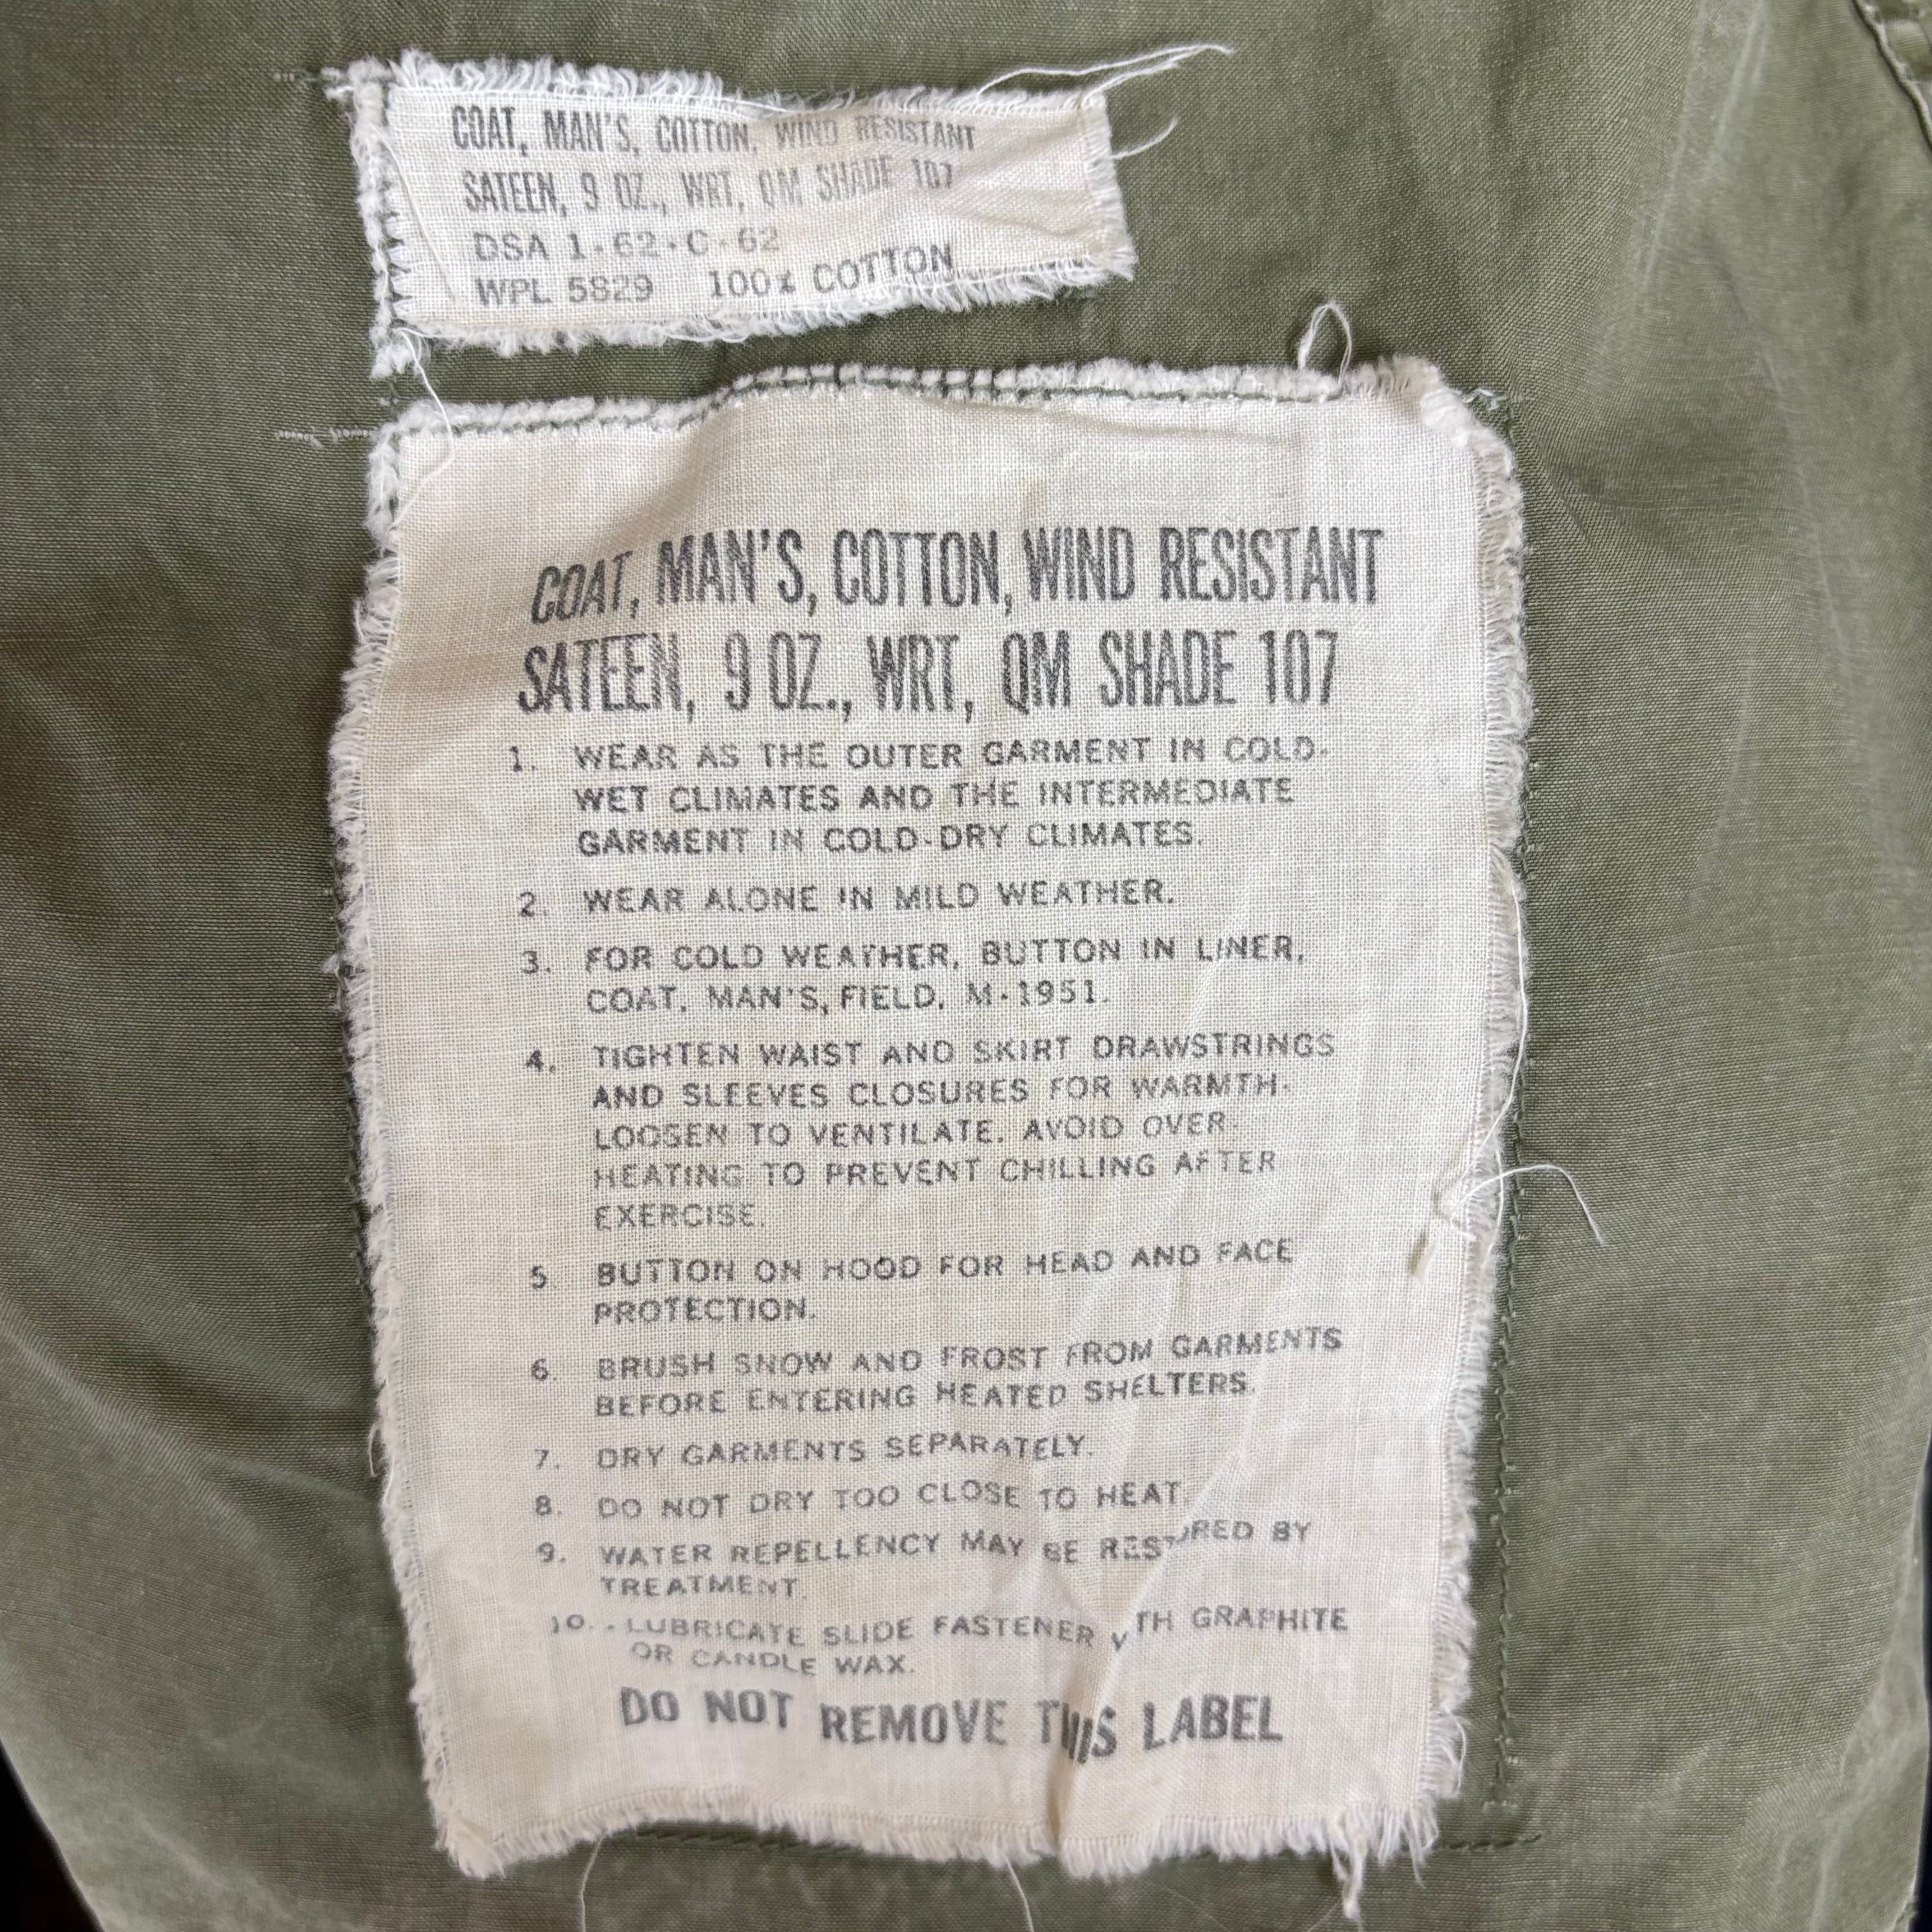 COAT, MAN'S, COTTON, WIND RESISTANT
SATEEN, 9 OZ., WRT, QM SHADE 107
DSA 1-62-C-62
WPL 5829 100% COTTON
COAT, MAN'S, COTTON, WIND RESISTANT
SATEEN, 9 OZ., WRT, QM SHADE 107
1. WEAR AS THE OUTER GARMENT IN COLD-
WET CLIMATES AND THE INTERMEDIATE
GARMENT IN COLD-DRY CLIMATES.
2. WEAR ALONE IN MILD WEATHER.
3. FOR COLD WEATHER, BUTTON IN LINER,
COAT, MAN'S, FIELD, M-1951.
4. TIGHTEN WAIST AND SKIRT DRAWSTRINGS
AND SLEEVES CLOSURES FOR WARMTH-
LOOSEN TO VENTILATE. AVOID OVER-
HEATING TO PREVENT CHILLING AFTER
EXERCISE.
5 BUTTON ON HOOD FOR HEAD AND FACE
PROTECTION.
6. BRUSH SNOW AND FROST FROM GARMENTS
BEFORE ENTERING HEATED SHELTERS.
7. DRY GARMENTS SEPARATELY.
8. DO NOT DRY TOO CLOSE TO HEAT.
9. WATER REPELLENCY MAY BE RESTORED BY
TREATMENT.
10. LUBRICATE SLIDE FASTENER WITH GRAPHITE
OR CANDLE WAX.
DO NOT REMOVE THIS LABEL